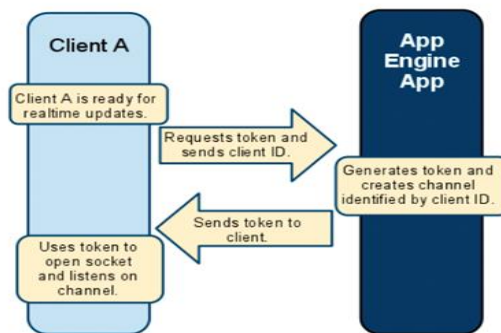 Client A
App
Engine
App
Client A is ready for
realtime updates.
Requests token and
sends client ID.
Generates token and
creates channel
identified by client ID.
Sends token to
client.
Uses token to
open socket
and listens on
channel.